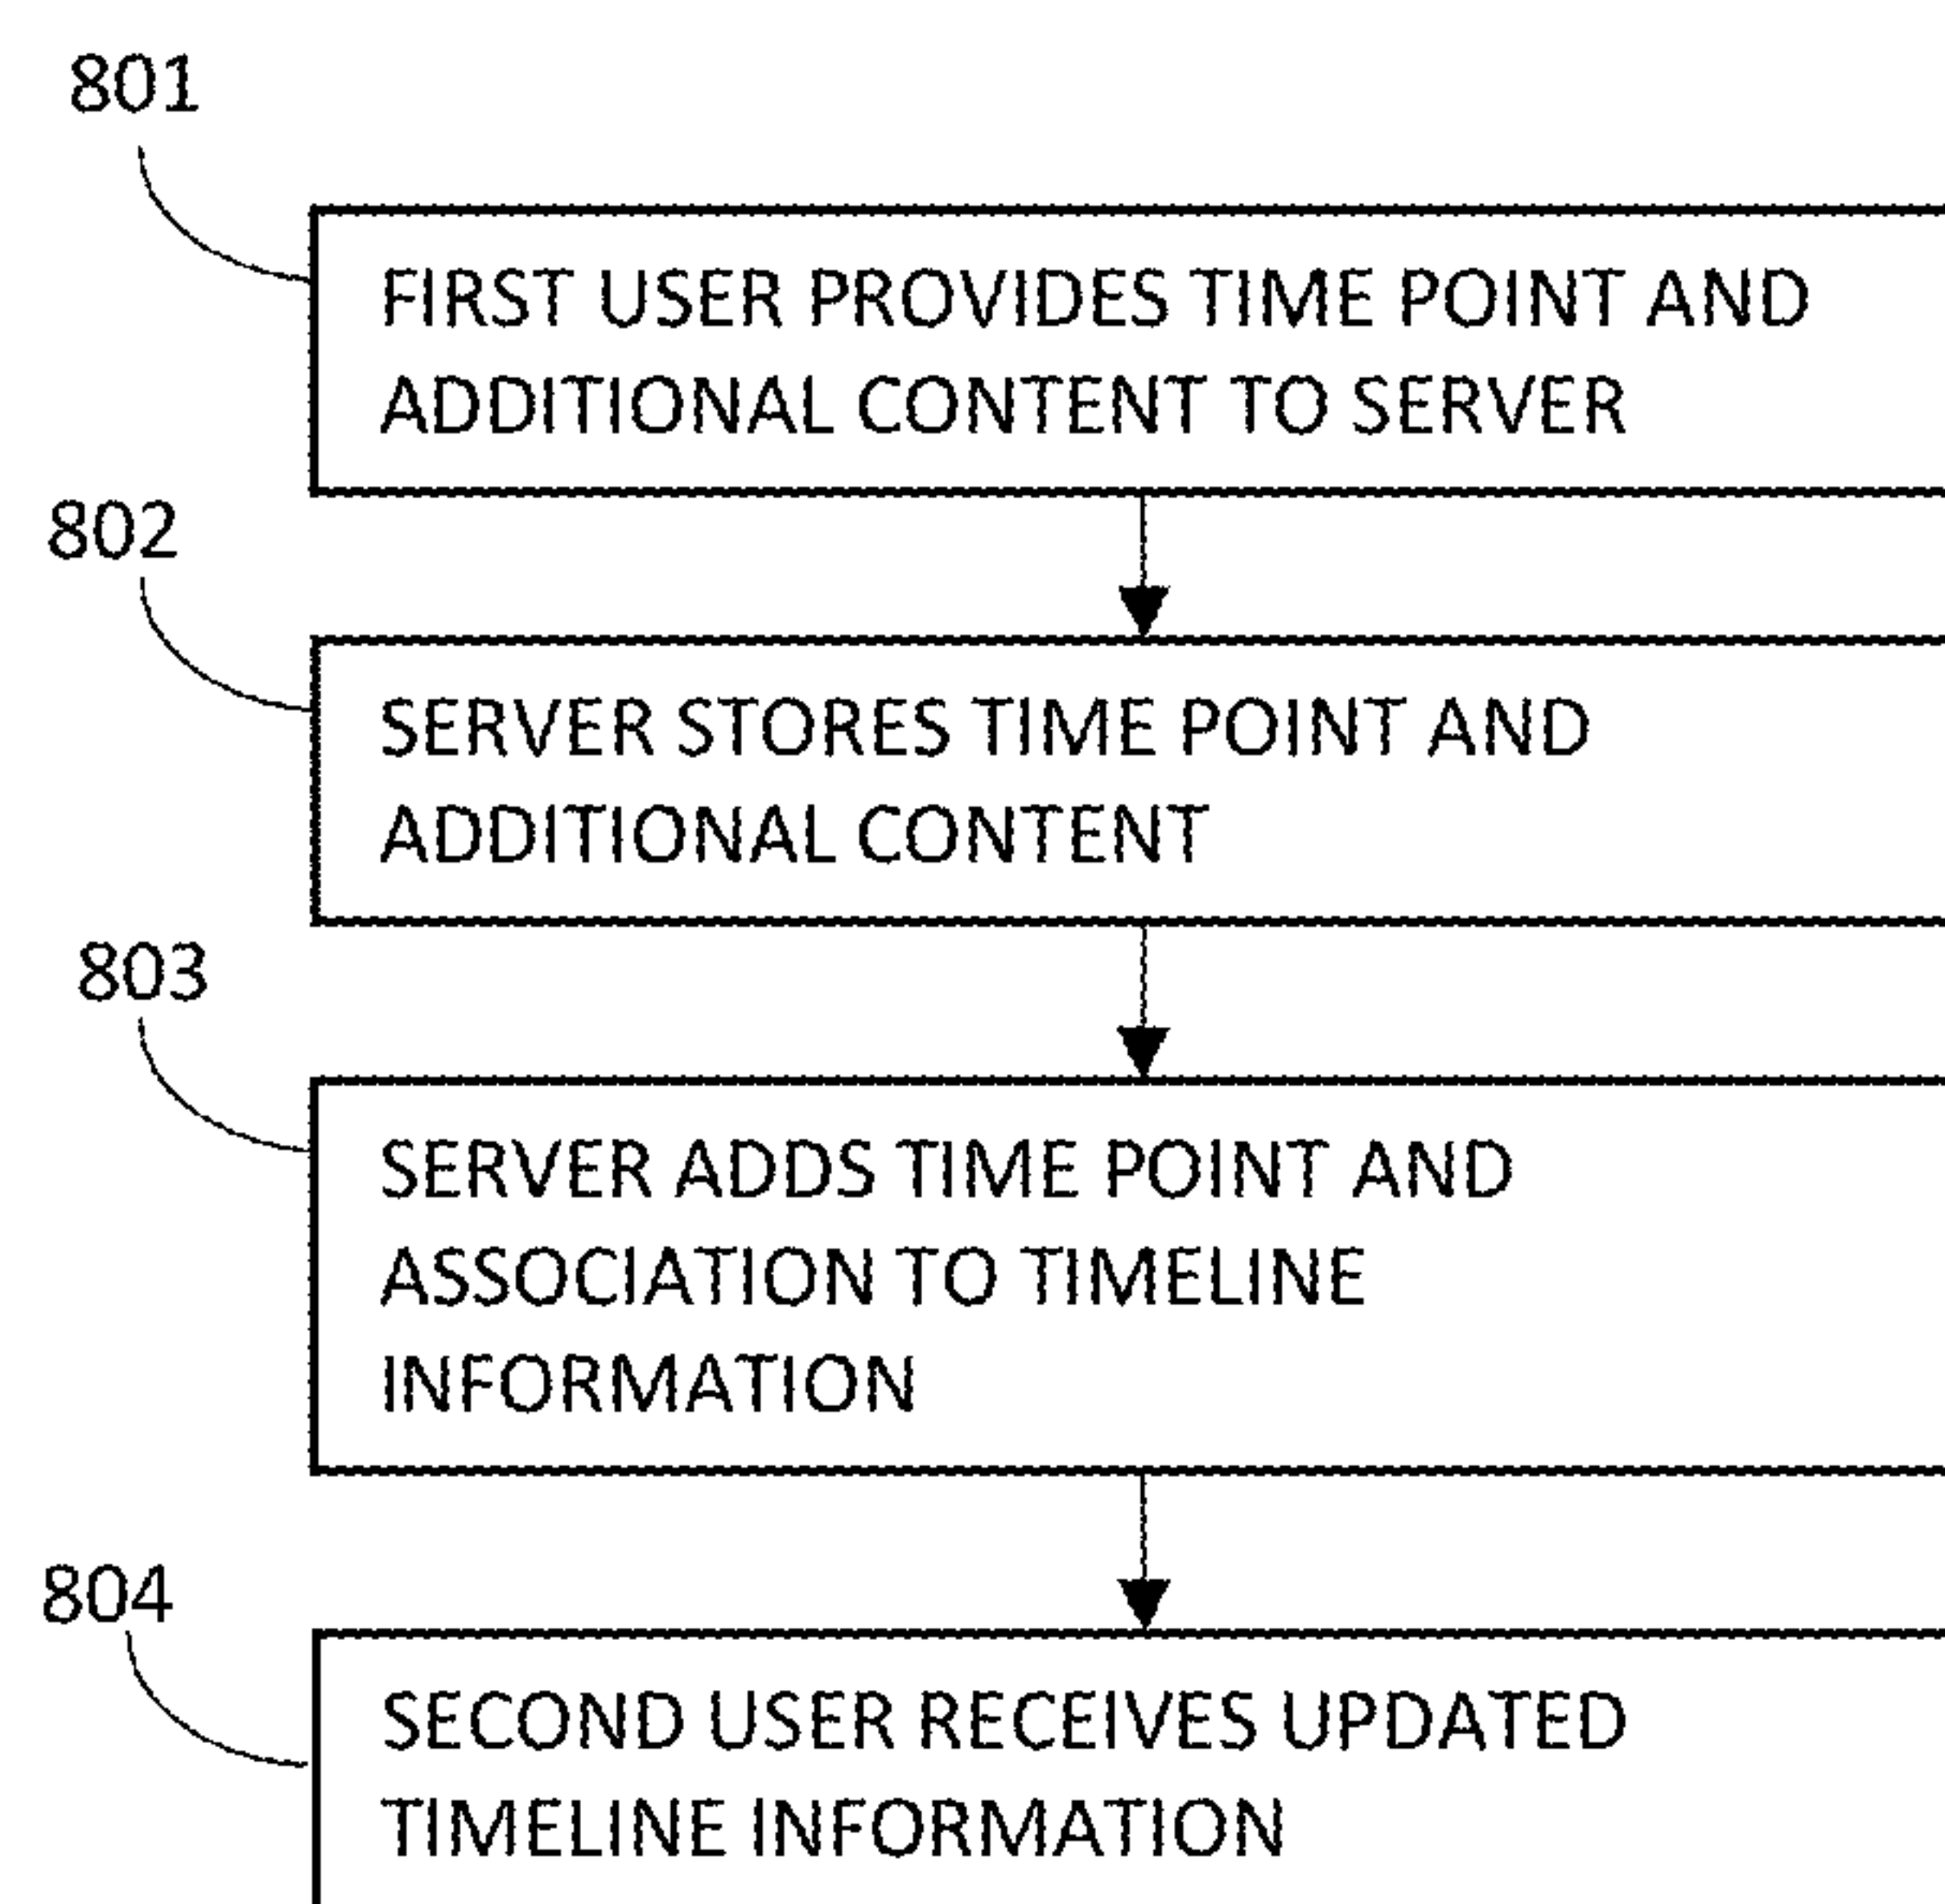 801
FIRST USER PROVIDES TIME POINT AND
ADDITIONAL CONTENT TO SERVER
802
SERVER STORES TIME POINT AND
ADDITIONAL CONTENT
803
SERVER ADDS TIME POINT AND
ASSOCIATION TO TIMELINE
INFORMATION
804
SECOND USER RECEIVES UPDATED
TIMELINE INFORMATION